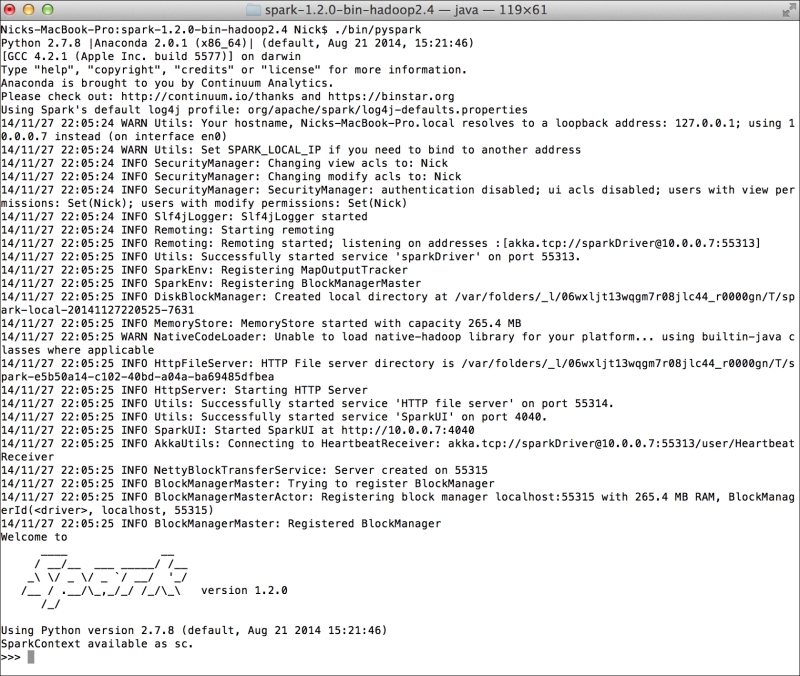 spark-1.2.0-bin-hadoop2.4 — java — 119×61
Nicks-MacBook-Pro:spark-1.2.0-bin-hadoop2.4 Nick$ ./bin/pyspark
Python 2.7.8 |Anaconda 2.0.1 (x86_64)| (default, Aug 21 2014, 15:21:46)
[GCC 4.2.1 (Apple Inc. build 5577)] on darwin
Type "help", "copyright", "credits" or "license" for more information.
Anaconda is brought to you by Continuum Analytics.
Please check out: http://continuum.io/thanks and https://binstar.org
Using Spark's default log4j profile: org/apache/spark/log4j-defaults.properties
14/11/27 22:05:24 WARN Utils: Your hostname, Nicks-MacBook-Pro.local resolves to a loopback address: 127.0.0.1; using 1
0.0.0.7 instead (on interface en0)
14/11/27 22:05:24 WARN Utils: Set SPARK_LOCAL_IP if you need to bind to another address
14/11/27 22:05:24 INFO SecurityManager: Changing view acls to: Nick
14/11/27 22:05:24 INFO SecurityManager: Changing modify acls to: Nick
14/11/27 22:05:24 INFO SecurityManager: SecurityManager: authentication disabled; ui acls disabled; users with view per
missions: Set(Nick); users with modify permissions: Set(Nick)
14/11/27 22:05:24 INFO Slf4jLogger: Slf4jLogger started
14/11/27 22:05:24 INFO Remoting: Starting remoting
14/11/27 22:05:25 INFO Remoting: Remoting started; listening on addresses :[akka.tcp://sparkDriver@10.0.0.7:55313]
14/11/27 22:05:25 INFO Utils: Successfully started service 'sparkDriver' on port 55313.
14/11/27 22:05:25 INFO SparkEnv: Registering MapOutputTracker
14/11/27 22:05:25 INFO SparkEnv: Registering BlockManagerMaster
14/11/27 22:05:25 INFO DiskBlockManager: Created local directory at /var/folders/_l/06wxljt13wqgm7r08jlc44_r0000gn/T/sp
ark-local-20141127220525-7631
14/11/27 22:05:25 INFO MemoryStore: MemoryStore started with capacity 265.4 MB
14/11/27 22:05:25 WARN NativeCodeLoader: Unable to load native-hadoop library for your platform... using builtin-java c
lasses where applicable
14/11/27 22:05:25 INFO HttpFileServer: HTTP File server directory is /var/folders/_l/06wxljt13wqgm7r08jlc44_r0000gn/T/s
park-e5b50a14-c102-40bd-a04a-ba69485dfbea
14/11/27 22:05:25 INFO HttpServer: Starting HTTP Server
14/11/27 22:05:25 INFO Utils: Successfully started service 'HTTP file server' on port 55314.
14/11/27 22:05:25 INFO Utils: Successfully started service 'SparkUI' on port 4040.
14/11/27 22:05:25 INFO SparkUI: Started SparkUI at http://10.0.0.7:4040
14/11/27 22:05:25 INFO AkkaUtils: Connecting to HeartbeatReceiver: akka.tcp://sparkDriver@10.0.0.7:55313/user/Heartbeat
Receiver
14/11/27 22:05:25 INFO NettyBlockTransferService: Server created on 55315
14/11/27 22:05:25 INFO BlockManagerMaster: Trying to register BlockManager
14/11/27 22:05:25 INFO BlockManagerMasterActor: Registering block manager localhost:55315 with 265.4 MB RAM, BlockManag
erId(<driver>, localhost, 55315)
14/11/27 22:05:25 INFO BlockManagerMaster: Registered BlockManager
Welcome to
      ____              __
     / __/__  ___ _____/ /__
    _\ \/ _ \/ _ `/ __/  '_/
   /__ / .__/\_,_/_/ /_/\_\   version 1.2.0
      /_/
Using Python version 2.7.8 (default, Aug 21 2014 15:21:46)
SparkContext available as sc.
>>>